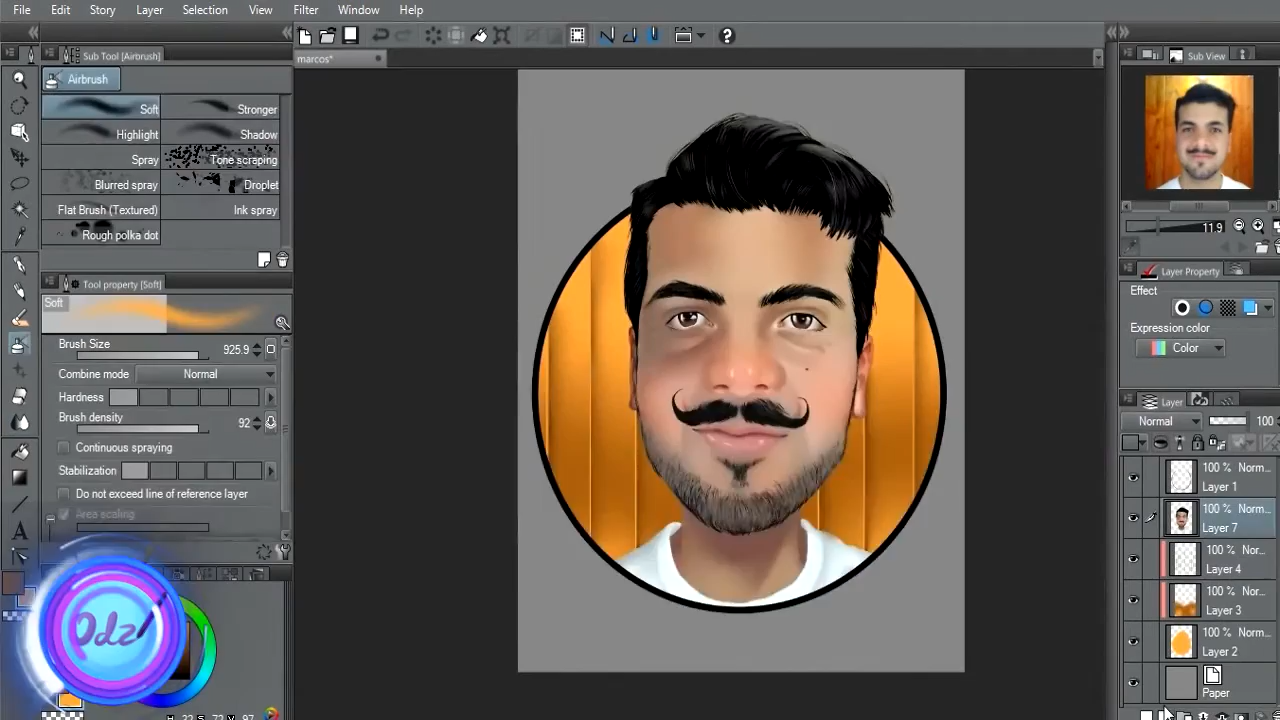 File Edit Story Layer Selection View Filter Window Help
Sub Tool [Airbrush]
marcos*
Sub View
Airbrush
Soft Stronger
Highlight Shadow
Spray Tone scraping
Blurred spray Droplet
Flat Brush (Textured) Ink spray
Rough polka dot
11.9
Tool property [Soft]
Layer Property
Soft
Effect
Expression color
Color
Brush Size 925.9
Combine mode Normal
Hardness
Brush density 92
Continuous spraying
Stabilization
Do not exceed line of reference layer
Area scaling
Layer
Normal 100
100 % Norm...
Layer 1
100 % Norm...
Layer 7
100 % Nor...
Layer 4
100 % Nor...
Layer 3
100 % Norm...
Layer 2
Paper
Pdz